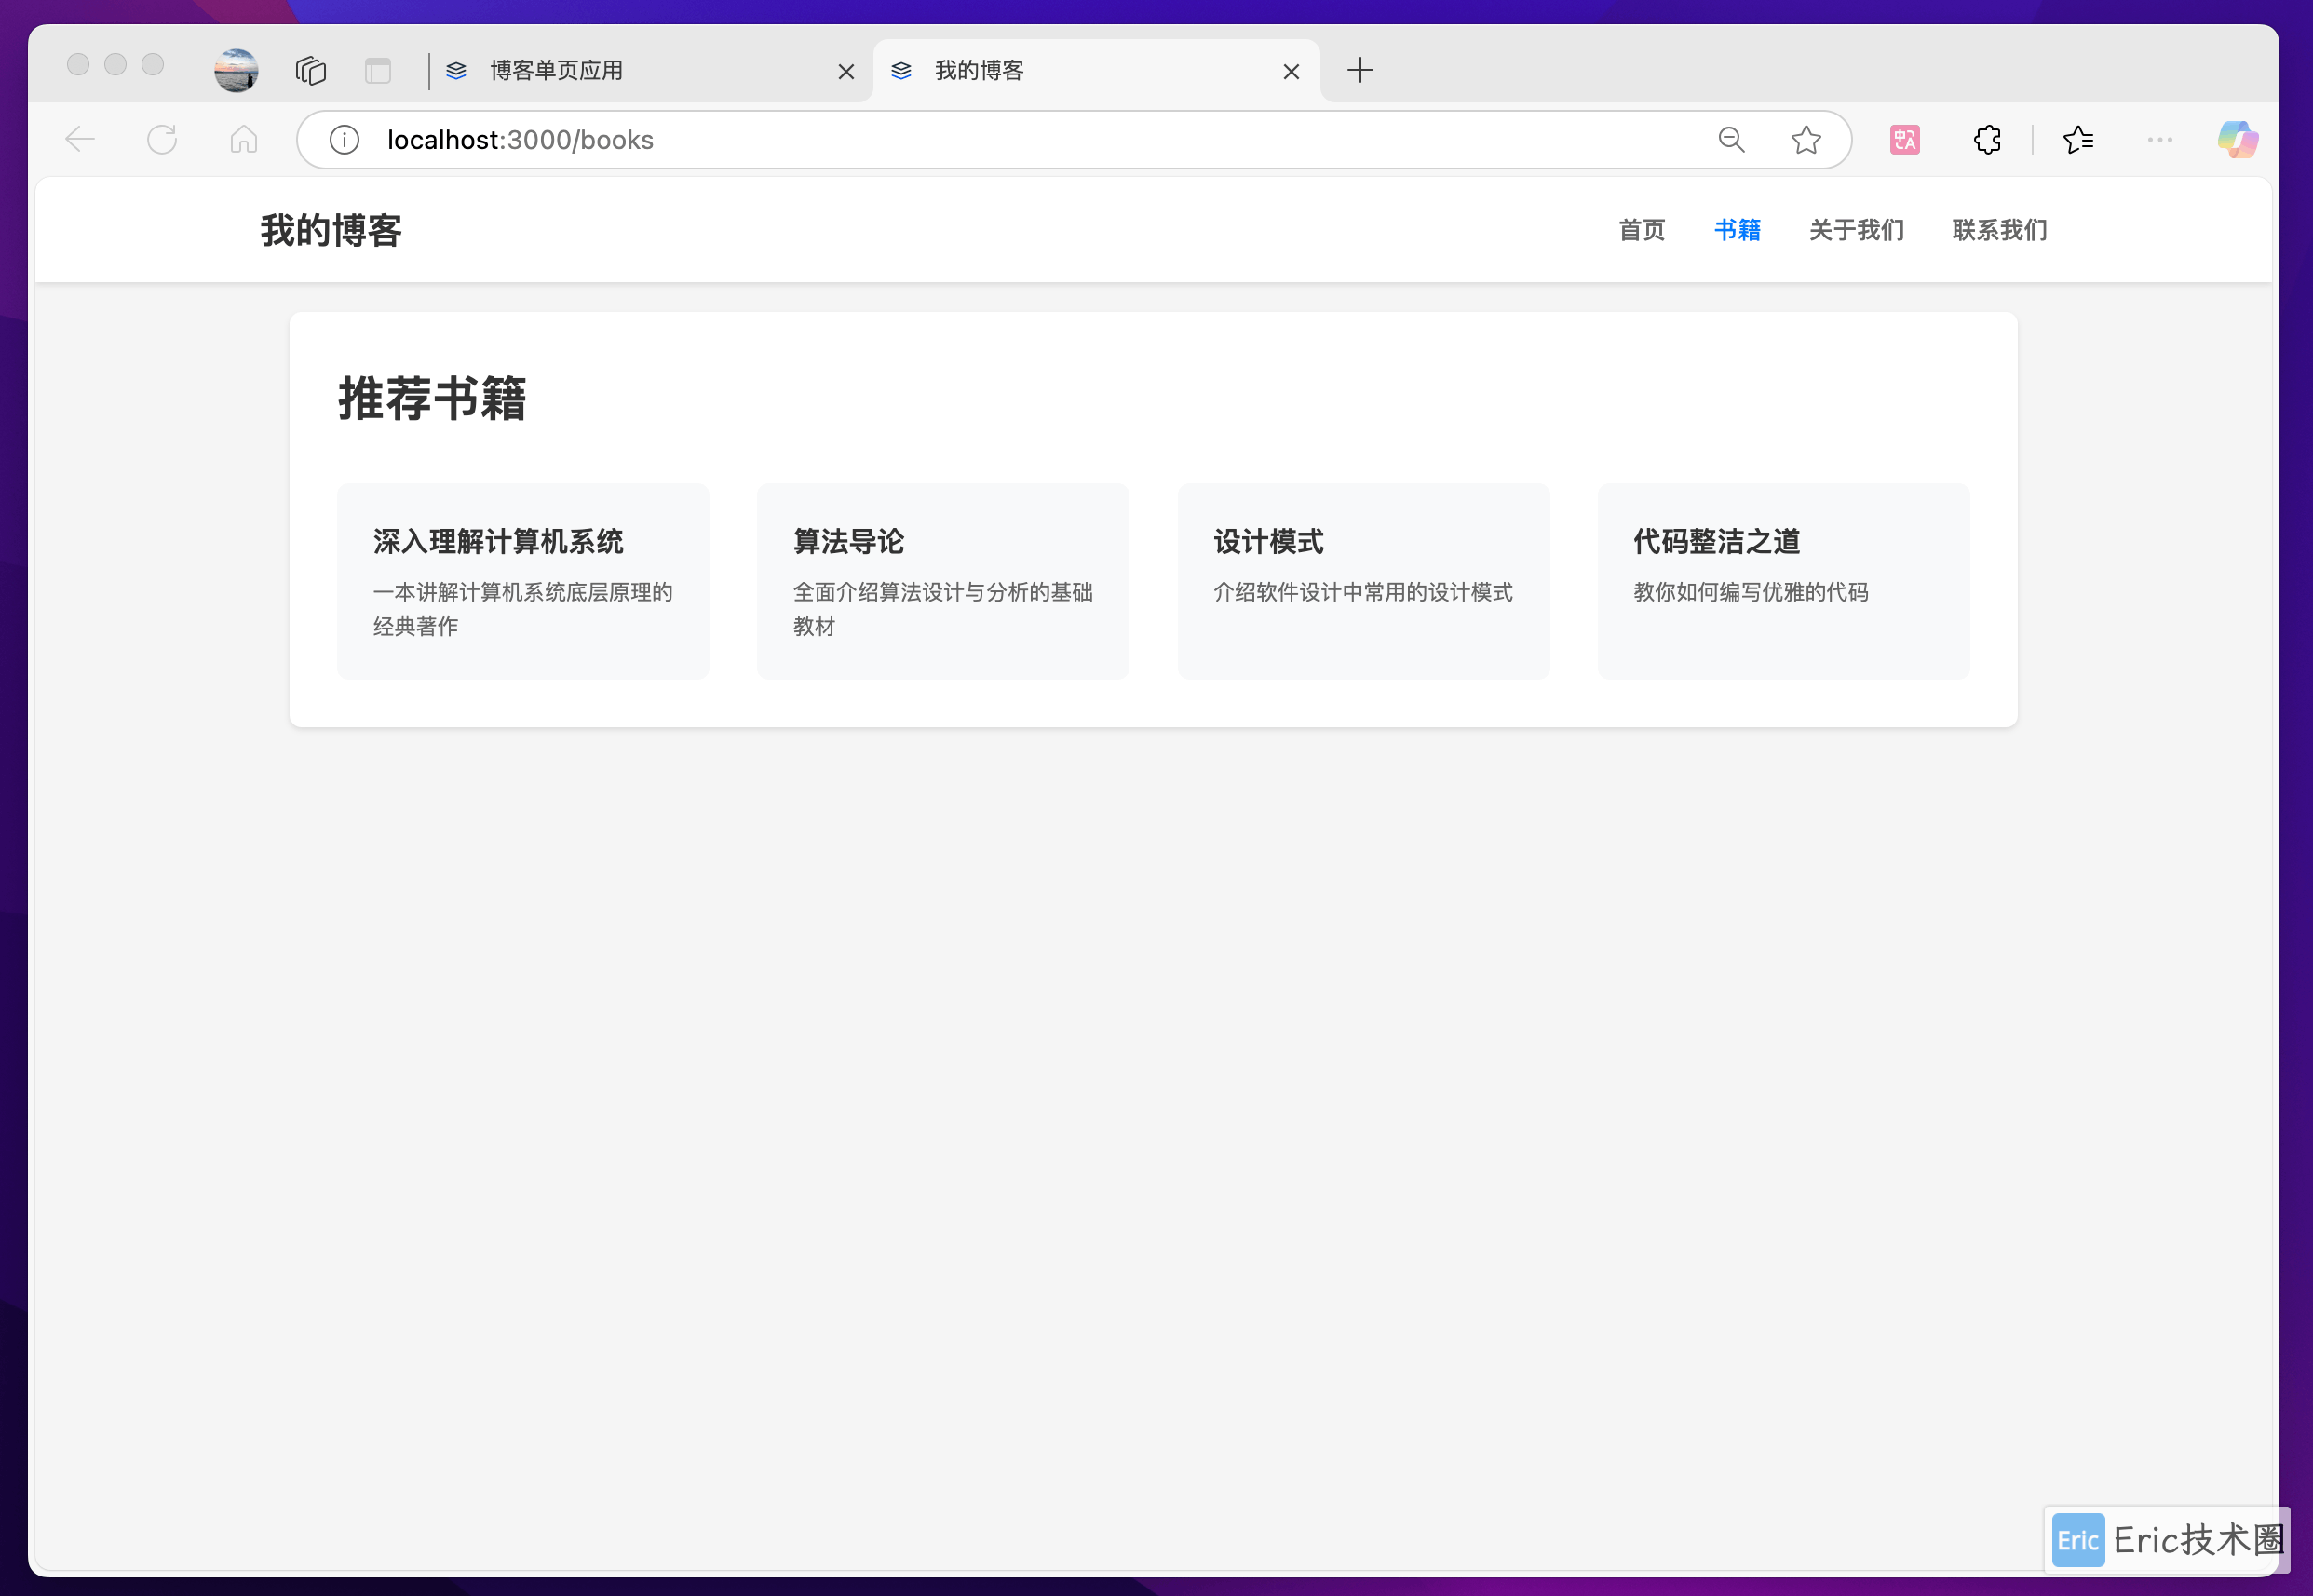 博客单页应用
我的博客
localhost:3000/books
我的博客
首页 书籍 关于我们 联系我们
推荐书籍
深入理解计算机系统
一本讲解计算机系统底层原理的
经典著作
算法导论
全面介绍算法设计与分析的基础
教材
设计模式
介绍软件设计中常用的设计模式
代码整洁之道
教你如何编写优雅的代码
Eric Eric技术圈